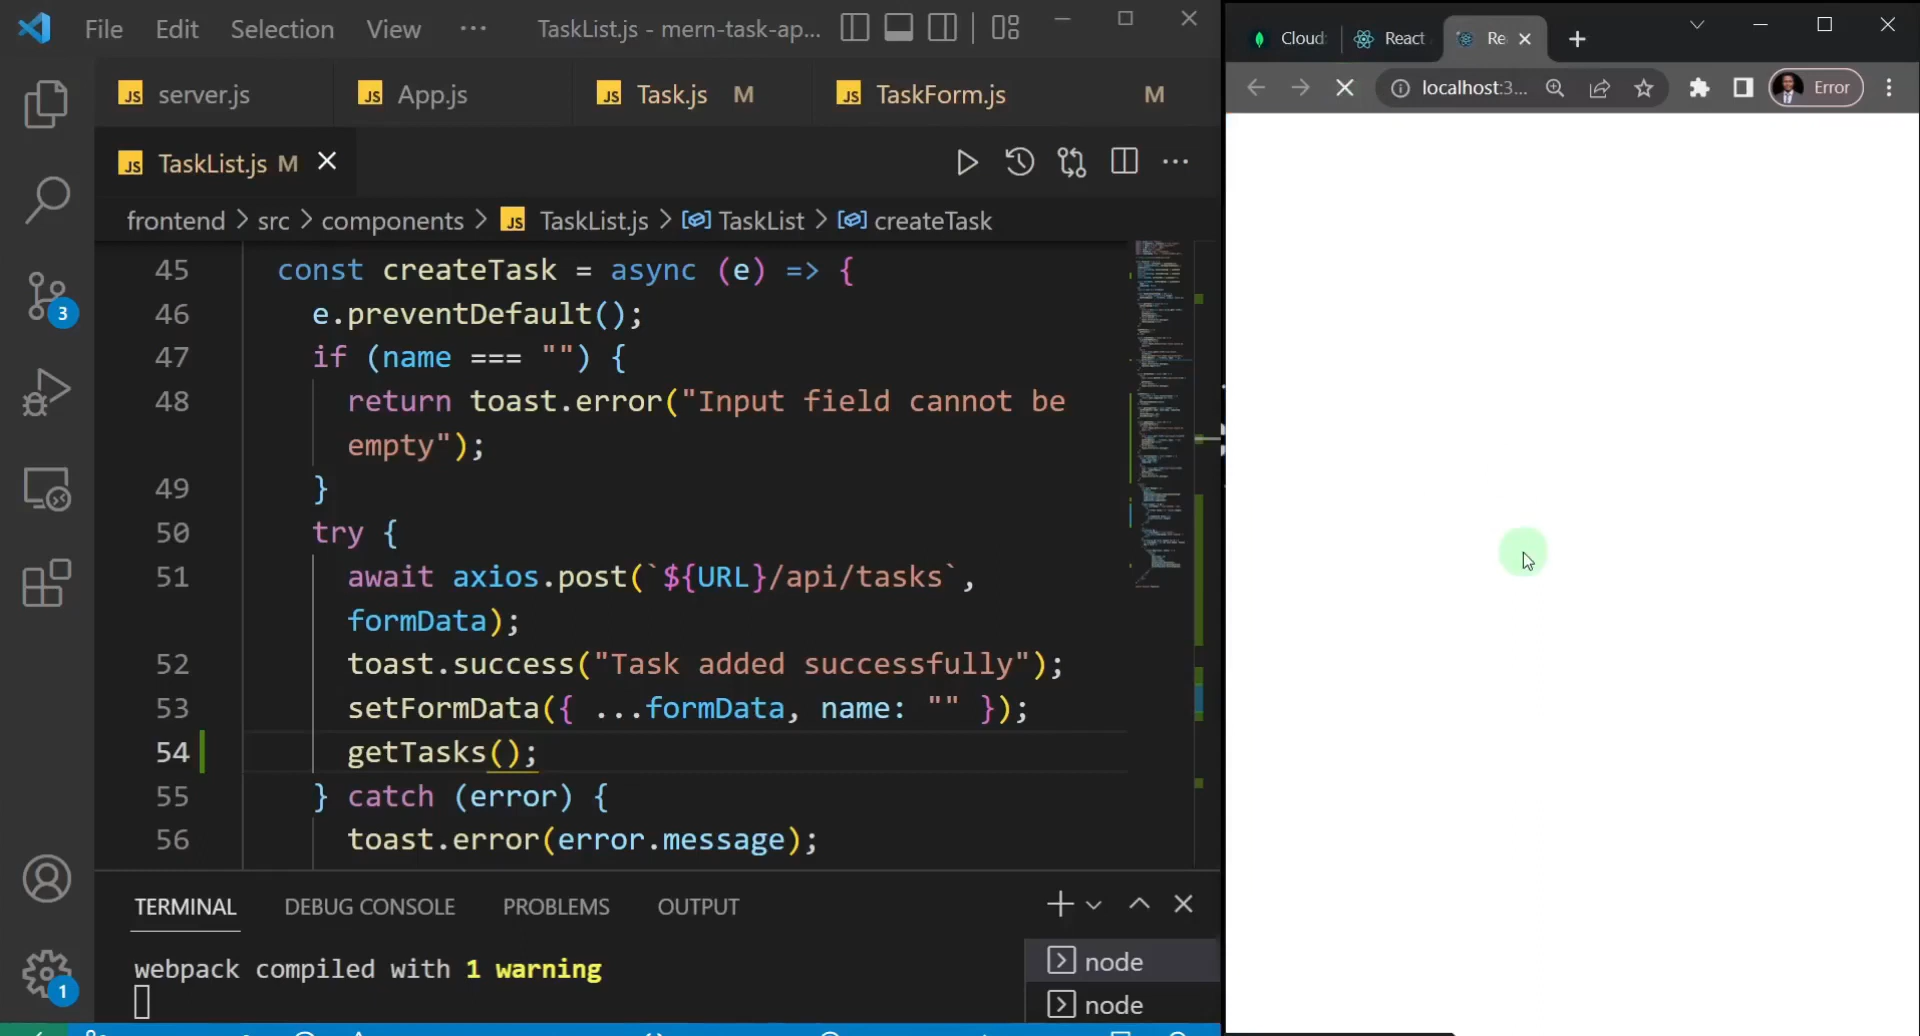 File Edit Selection View ··· TaskList.js - mern-task-ap...
server.js App.js Task.js M TaskForm.js M
TaskList.js M
frontend > src > components > TaskList.js > TaskList > createTask
45 const createTask = async (e) => {
46 e.preventDefault();
47 if (name === "") {
48 return toast.error("Input field cannot be
empty");
49 }
50 try {
51 await axios.post(`${URL}/api/tasks`,
formData);
52 toast.success("Task added successfully");
53 setFormData({ ...formData, name: "" });
54 getTasks();
55 } catch (error) {
56 toast.error(error.message);
3
1
TERMINAL DEBUG CONSOLE PROBLEMS OUTPUT
webpack compiled with 1 warning
node
node
Cloud: React Re
localhost:3... Error